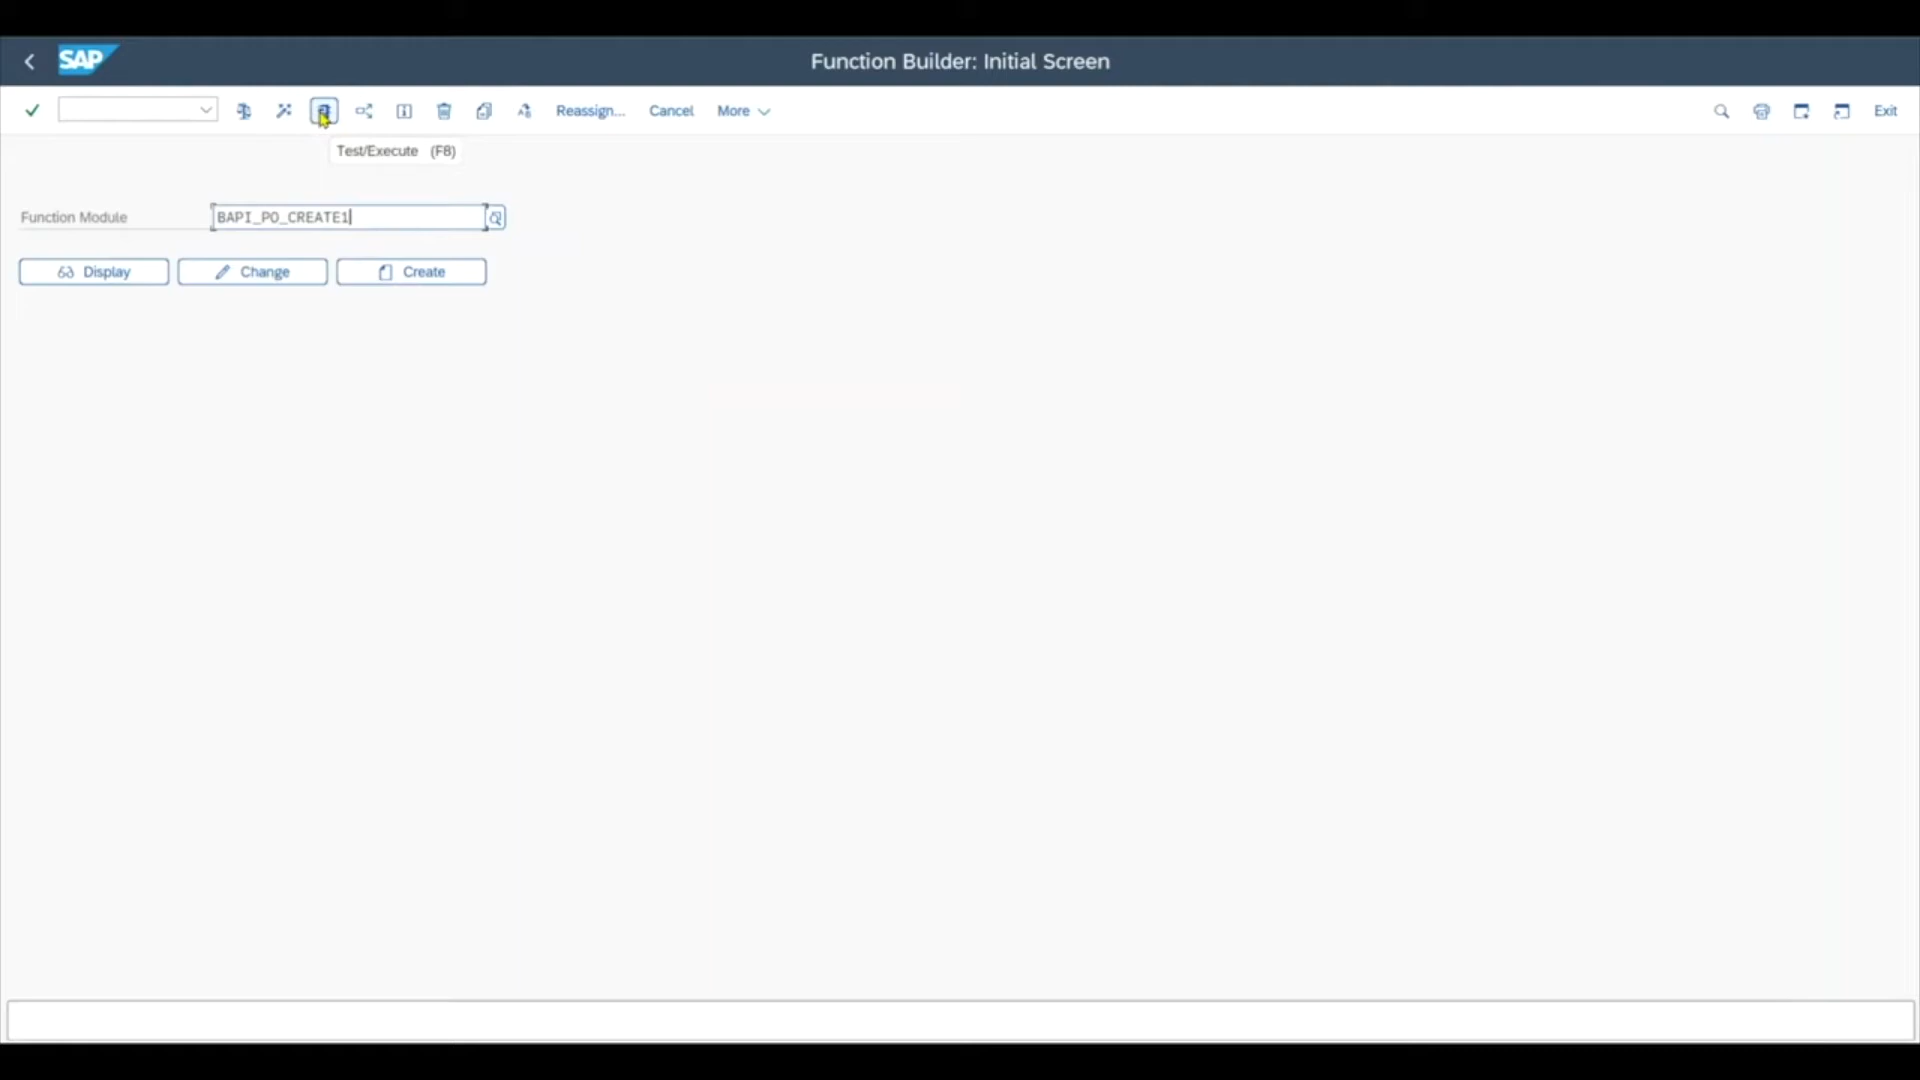 SAP
Function Builder: Initial Screen
Reassign... Cancel More Exit
Test/Execute (F8)
Function Module BAPI_PO_CREATE1
Display Change Create